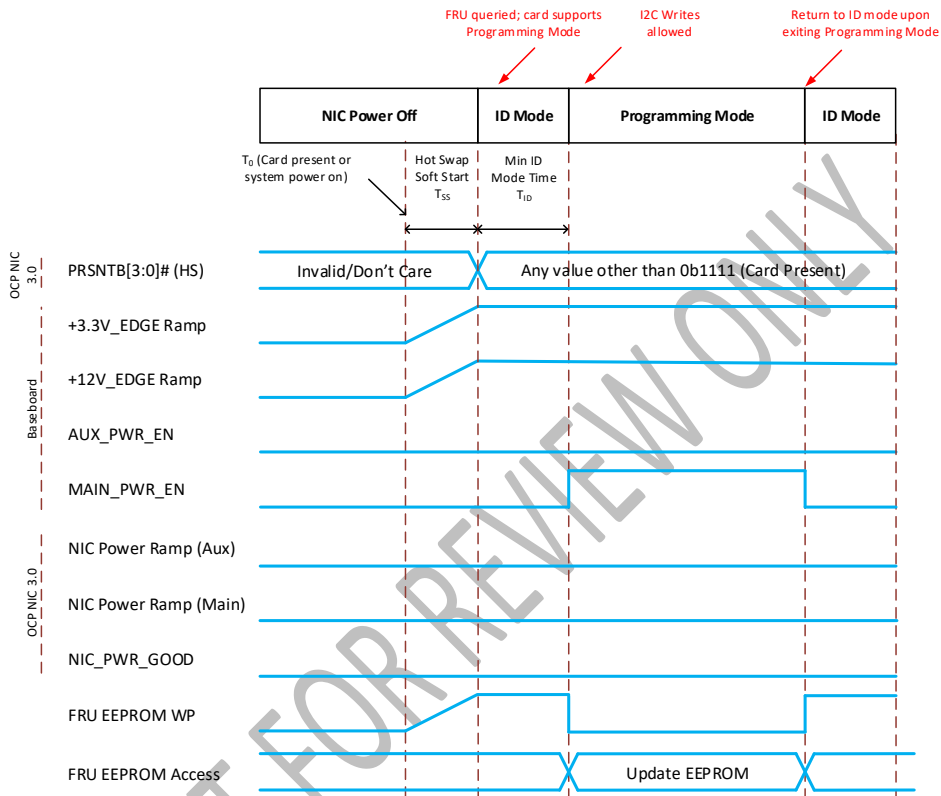 FRU queried; card supports
Programming Mode
I2C Writes
allowed
Return to ID mode upon
exiting Programming Mode
NIC Power Off
ID Mode
Programming Mode
ID Mode
T0 (Card present or
system power on)
Hot Swap
Soft Start
TSS
Min ID
Mode Time
TID
OCP NIC
3.0
PRSNTB[3:0]# (HS)
Invalid/Don't Care
Any value other than 0b1111 (Card Present)
Baseboard
+3.3V_EDGE Ramp
+12V_EDGE Ramp
AUX_PWR_EN
MAIN_PWR_EN
OCP NIC 3.0
NIC Power Ramp (Aux)
NIC Power Ramp (Main)
NIC_PWR_GOOD
FRU EEPROM WP
FRU EEPROM Access
Update EEPROM
FOR REVIEW ONLY